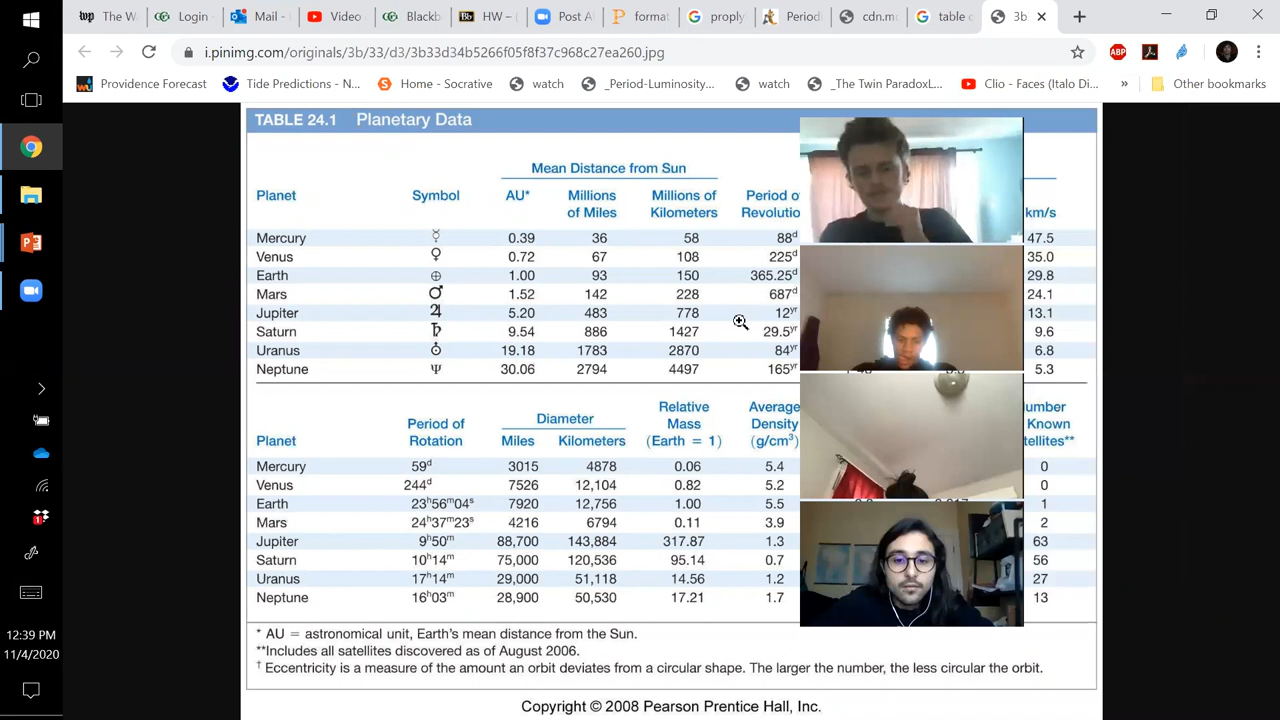 The W
Login -
Mail -
Video
Blackb
HW –
Post A
format
proply
Periodi
cdn.m
table o
3b
i.pinimg.com/originals/3b/33/d3/3b33d34b5266f05f8f37c968c27ea260.jpg
Providence Forecast
Tide Predictions - N...
Home - Socrative
watch
_Period-Luminosity...
watch
_The Twin ParadoxL...
Clio - Faces (Italo Di...
»
Other bookmarks
TABLE 24.1 Planetary Data
Mean Distance from Sun
Planet Symbol AU* Millions of Miles Millions of Kilometers Period of Revolutio km/s
Mercury ☿ 0.39 36 58 88d 47.5
Venus ♀ 0.72 67 108 225d 35.0
Earth ⊕ 1.00 93 150 365.25d 29.8
Mars ♂ 1.52 142 228 687d 24.1
Jupiter ♃ 5.20 483 778 12yr 13.1
Saturn ♄ 9.54 886 1427 29.5yr 9.6
Uranus ⛢ 19.18 1783 2870 84yr 6.8
Neptune ♆ 30.06 2794 4497 165yr 5.3
Planet Period of Rotation Diameter Miles Kilometers Relative Mass (Earth = 1) Average Density (g/cm³) umber Known tellites**
Mercury 59d 3015 4878 0.06 5.4 0
Venus 244d 7526 12,104 0.82 5.2 0
Earth 23h56m04s 7920 12,756 1.00 5.5 1
Mars 24h37m23s 4216 6794 0.11 3.9 2
Jupiter 9h50m 88,700 143,884 317.87 1.3 63
Saturn 10h14m 75,000 120,536 95.14 0.7 56
Uranus 17h14m 29,000 51,118 14.56 1.2 27
Neptune 16h03m 28,900 50,530 17.21 1.7 13
* AU = astronomical unit, Earth's mean distance from the Sun.
**Includes all satellites discovered as of August 2006.
† Eccentricity is a measure of the amount an orbit deviates from a circular shape. The larger the number, the less circular the orbit.
Copyright © 2008 Pearson Prentice Hall, Inc.
12:39 PM
11/4/2020